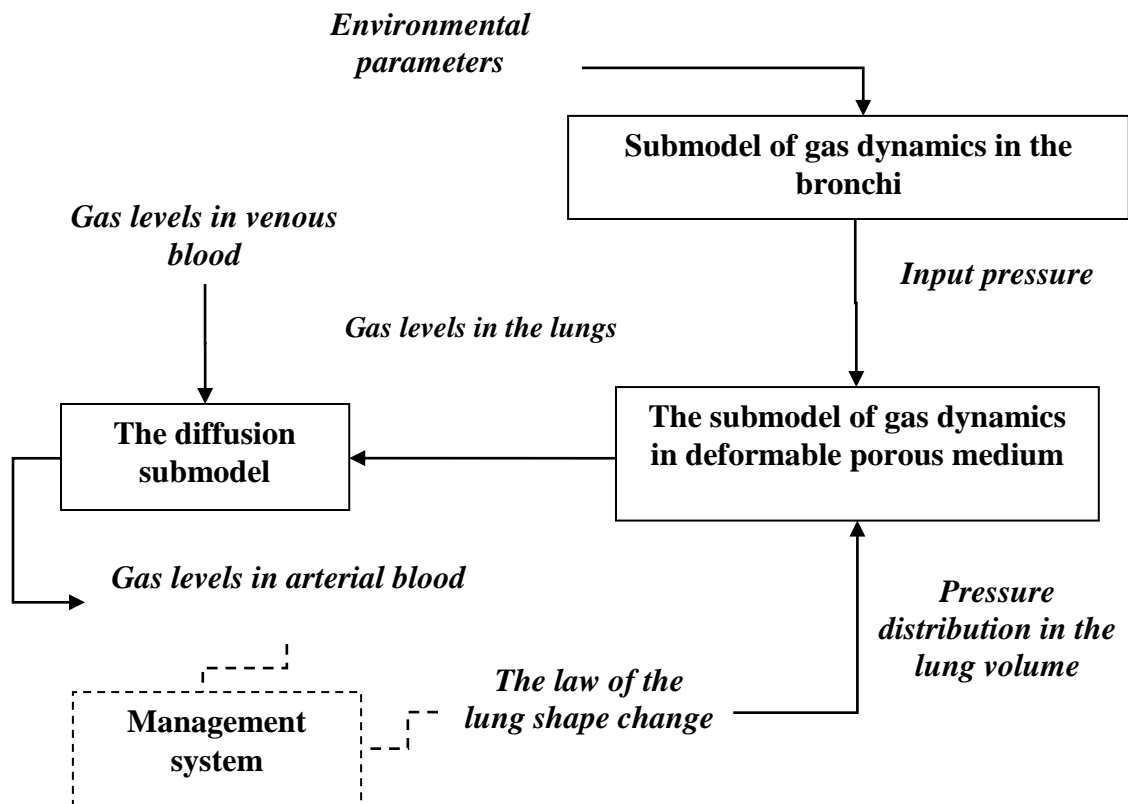 Environmental
parameters
Submodel of gas dynamics in the
bronchi
Gas levels in venous
blood
Input pressure
Gas levels in the lungs
The diffusion
submodel
The submodel of gas dynamics
in deformable porous medium
Gas levels in arterial blood
Pressure
distribution in the
lung volume
The law of the
lung shape change
Management
system